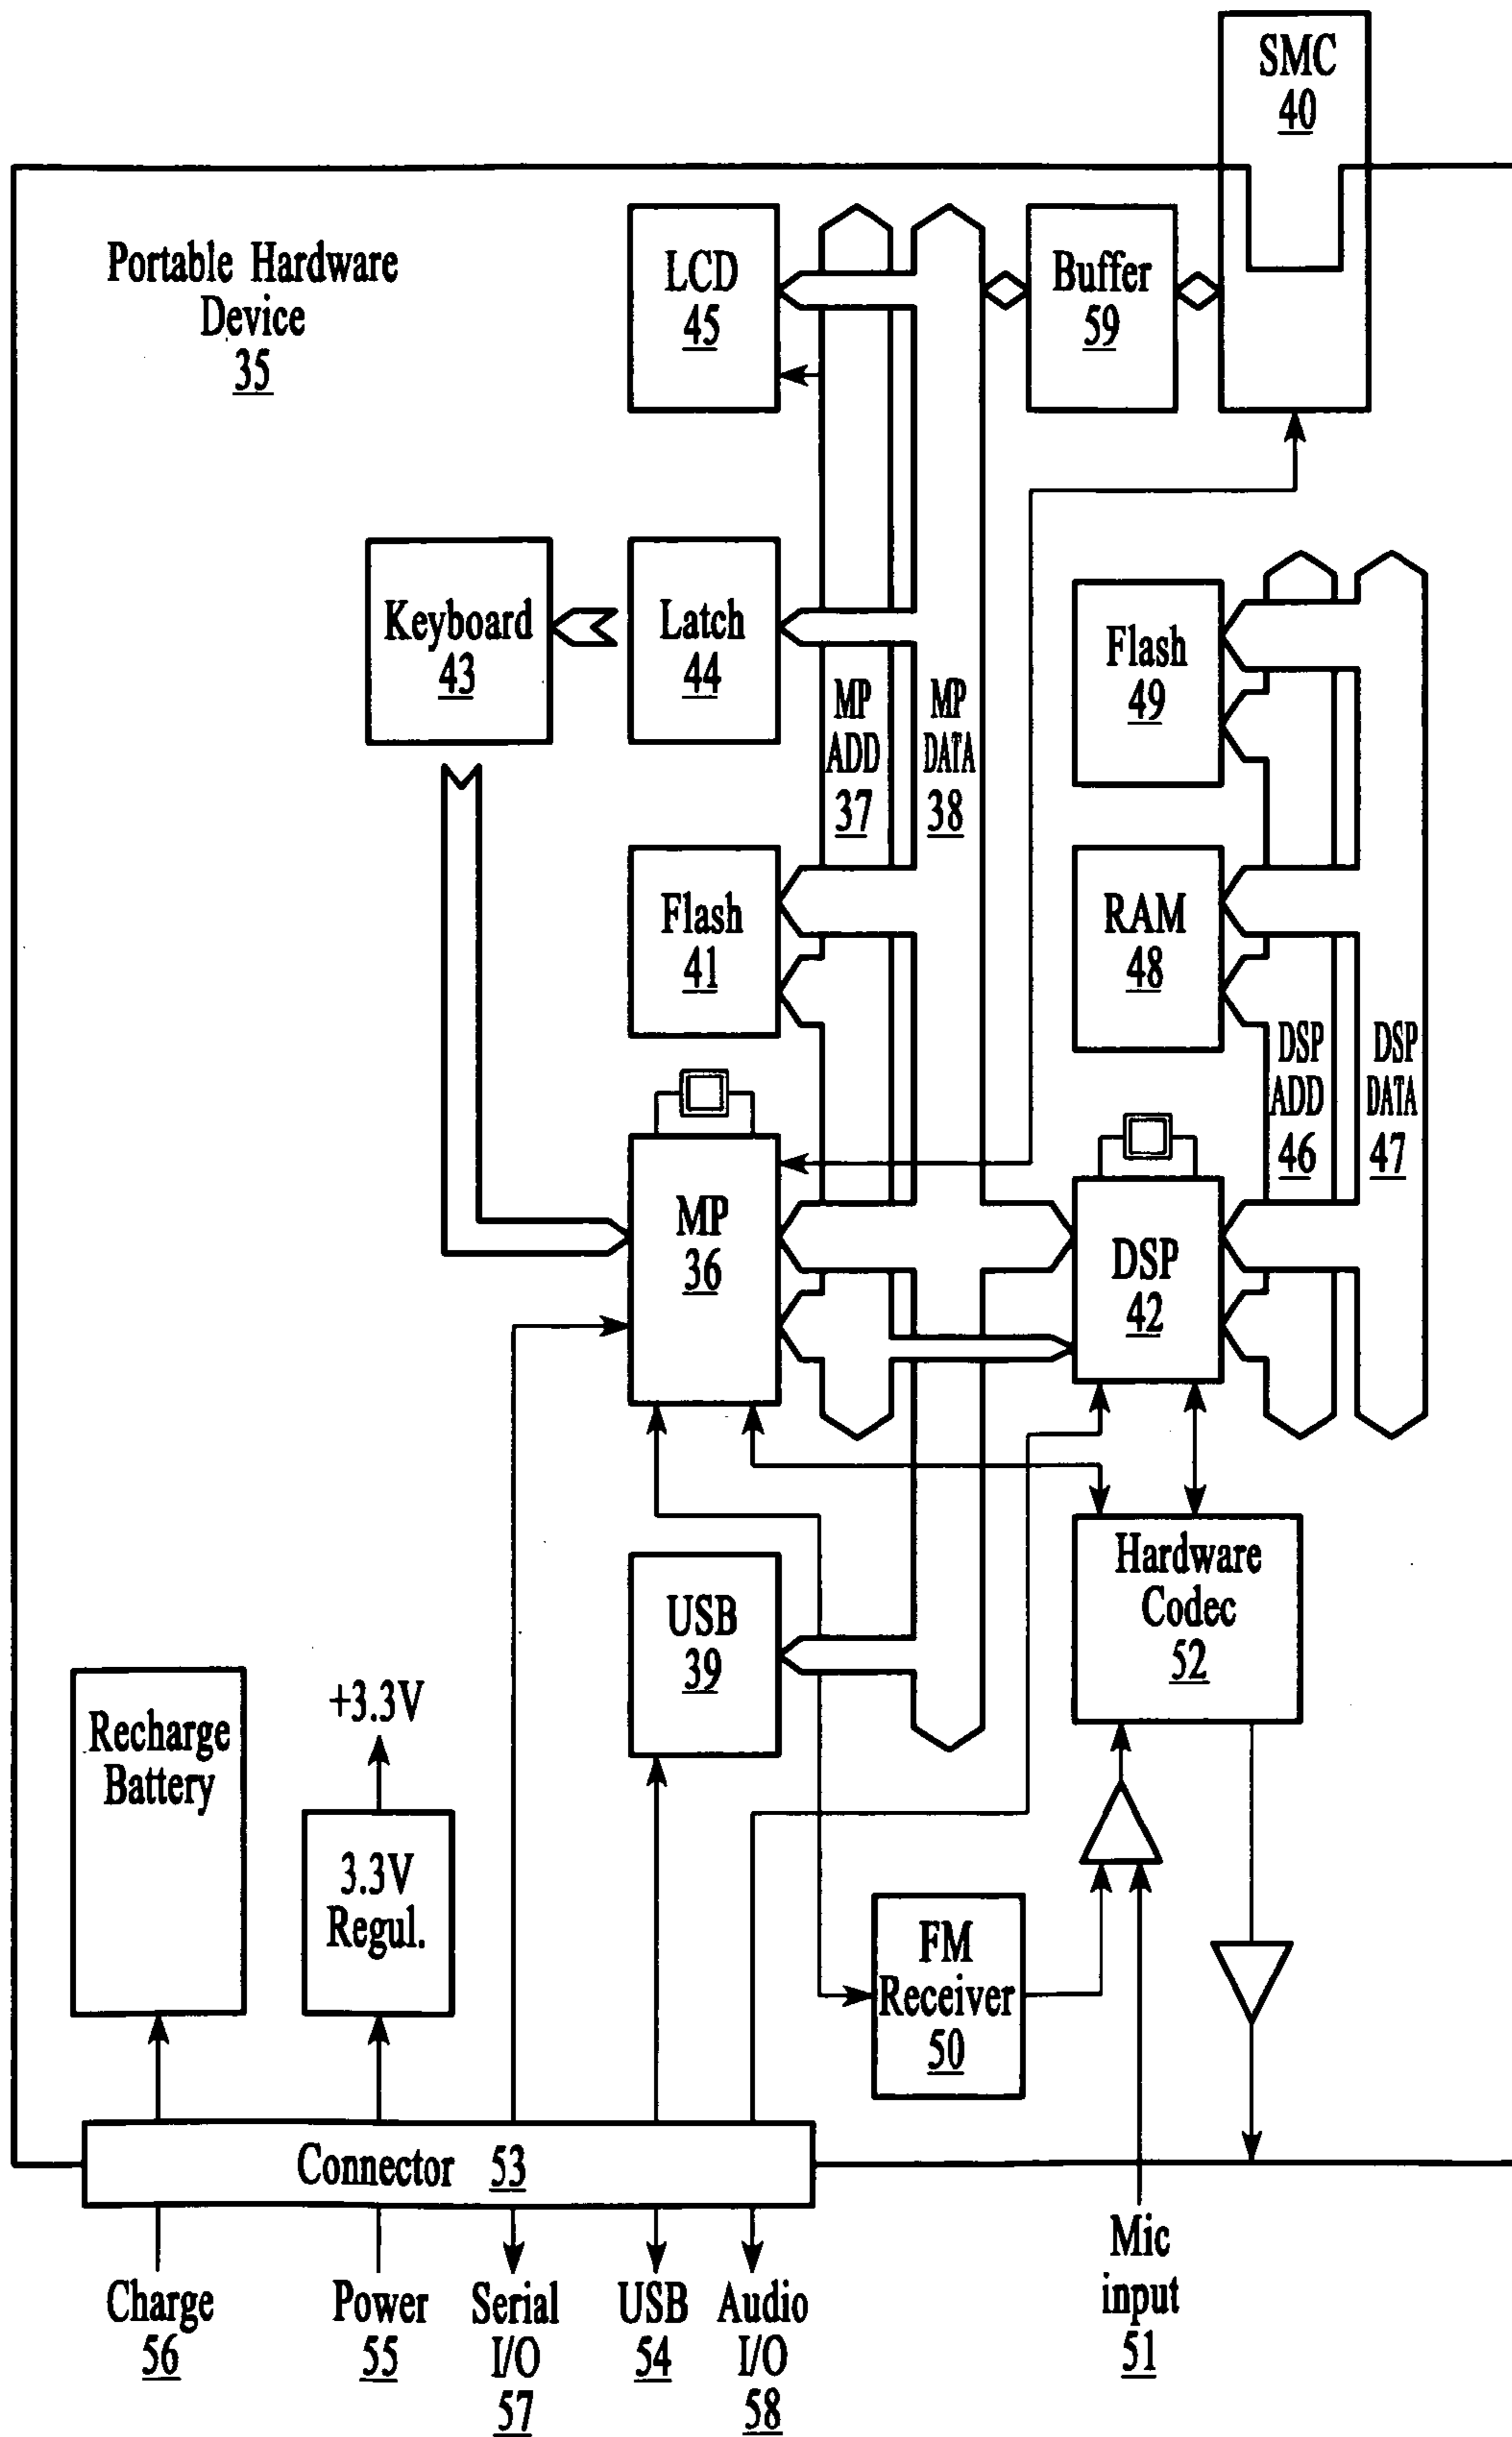 SMC
40
Portable Hardware
Device
35
LCD
45
Buffer
59
Keyboard
43
Latch
44
MP
ADD
37
MP
DATA
38
Flash
49
Flash
41
RAM
48
DSP
ADD
46
DSP
DATA
47
MP
36
DSP
42
Hardware
Codec
52
USB
39
Recharge
Battery
+3.3V
3.3V
Regul.
FM
Receiver
50
Connector 53
Charge
56
Power
55
Serial
I/O
57
USB
54
Audio
I/O
58
Mic
input
51